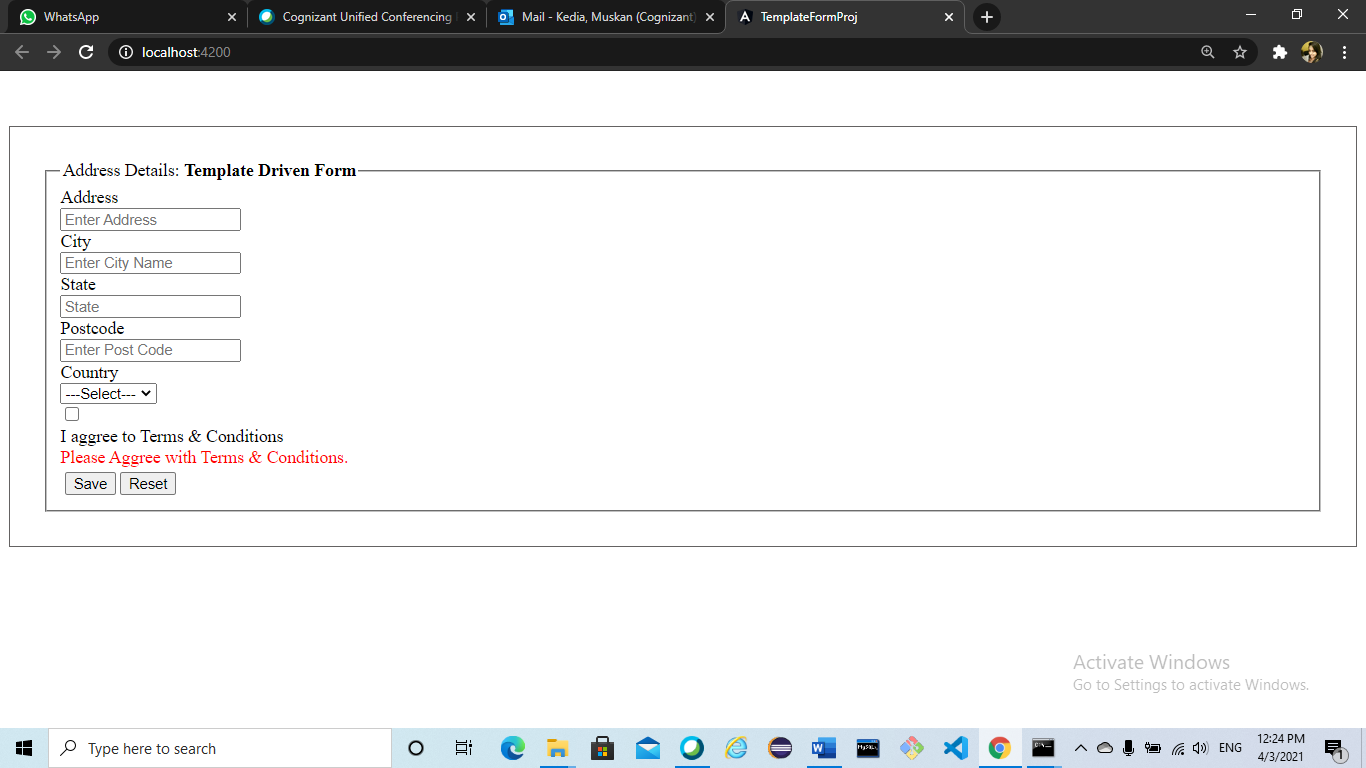 WhatsApp
Cognizant Unified Conferencing
Mail - Kedia, Muskan (Cognizant)
TemplateFormProj
localhost:4200
Address Details: Template Driven Form
Address
Enter Address
City
Enter City Name
State
State
Postcode
Enter Post Code
Country
---Select---
I aggree to Terms & Conditions
Please Aggree with Terms & Conditions.
Save Reset
Activate Windows
Go to Settings to activate Windows.
Type here to search
W
MySQL
ENG
12:24 PM
4/3/2021
1